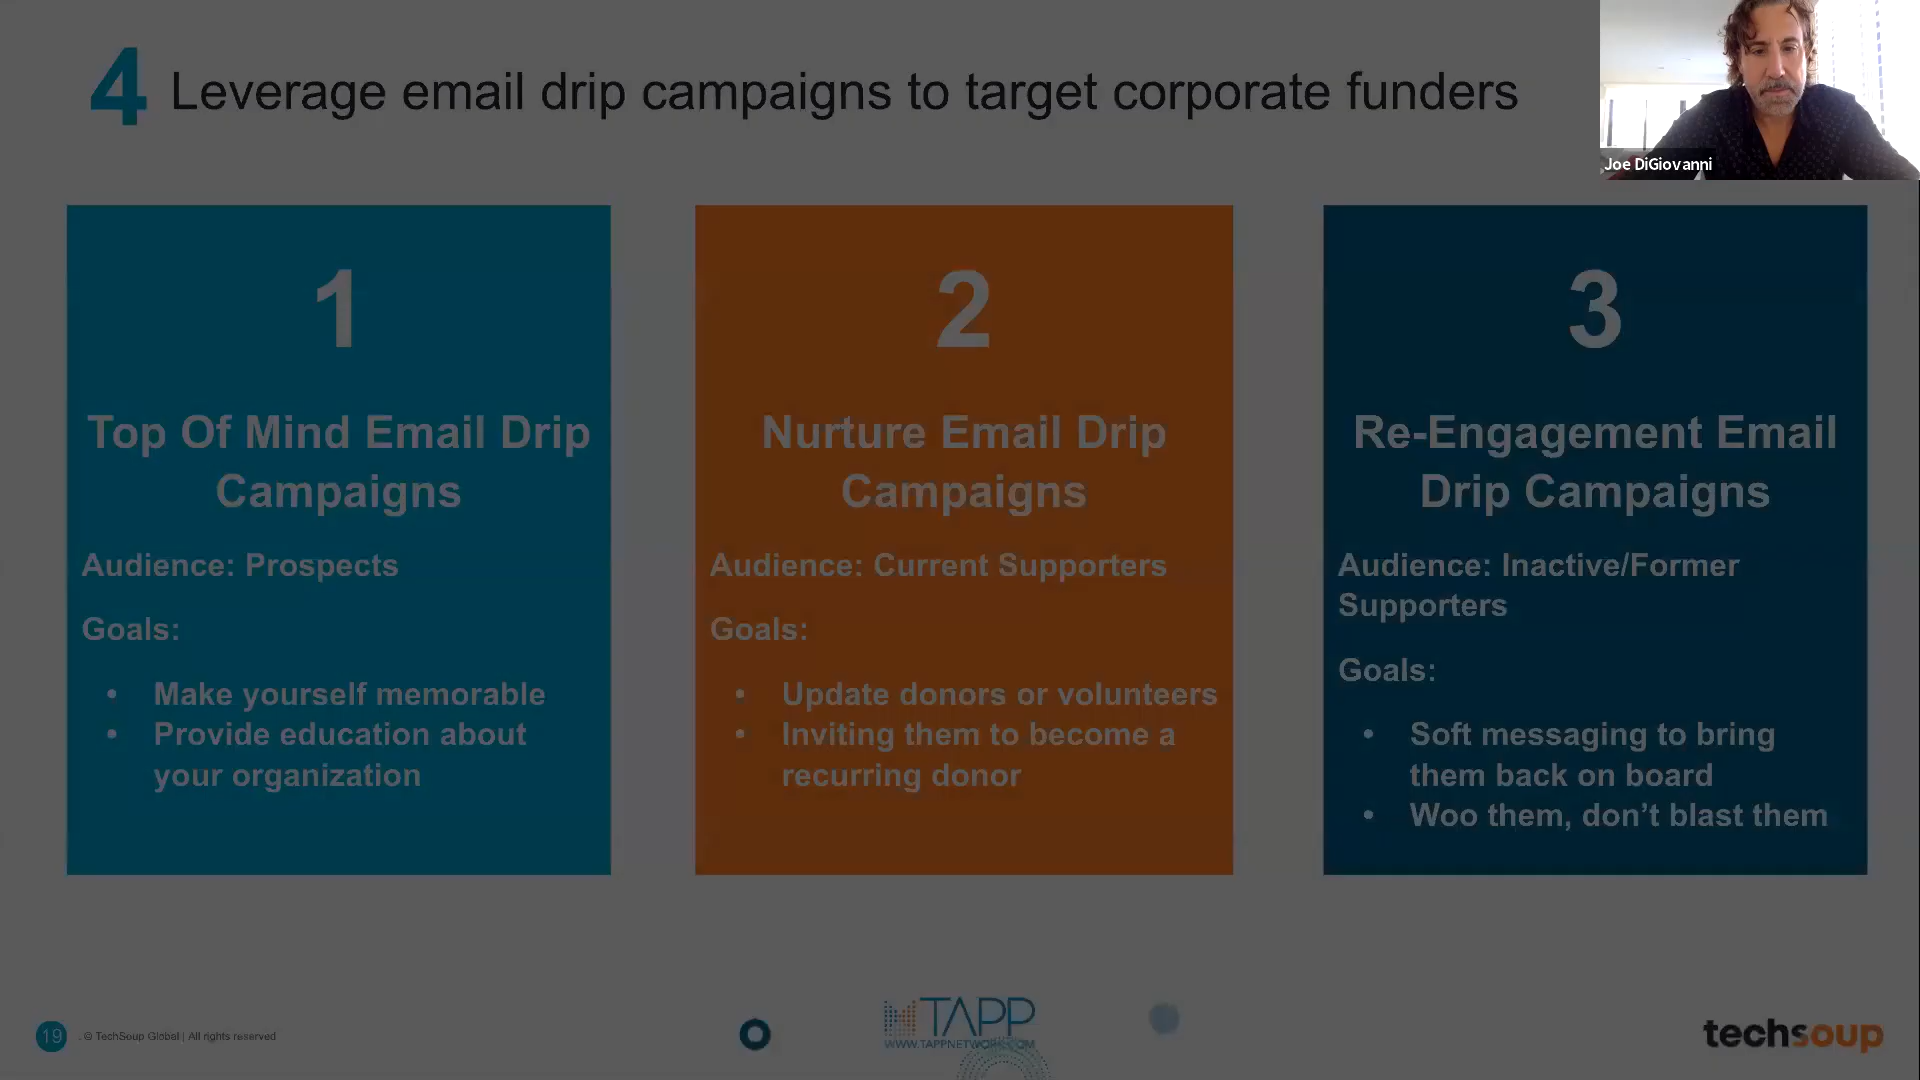 4 Leverage email drip campaigns to target corporate funders
Joe DiGiovanni
1
Top Of Mind Email Drip
Campaigns
Audience: Prospects
Goals:
• Make yourself memorable
• Provide education about
your organization
2
Nurture Email Drip
Campaigns
Audience: Current Supporters
Goals:
• Update donors or volunteers
• Inviting them to become a
recurring donor
3
Re-Engagement Email
Drip Campaigns
Audience: Inactive/Former
Supporters
Goals:
• Soft messaging to bring
them back on board
• Woo them, don’t blast them
19 . © TechSoup Global | All rights reserved
TAPP
WWW.TAPPNETWORK.COM
techsoup